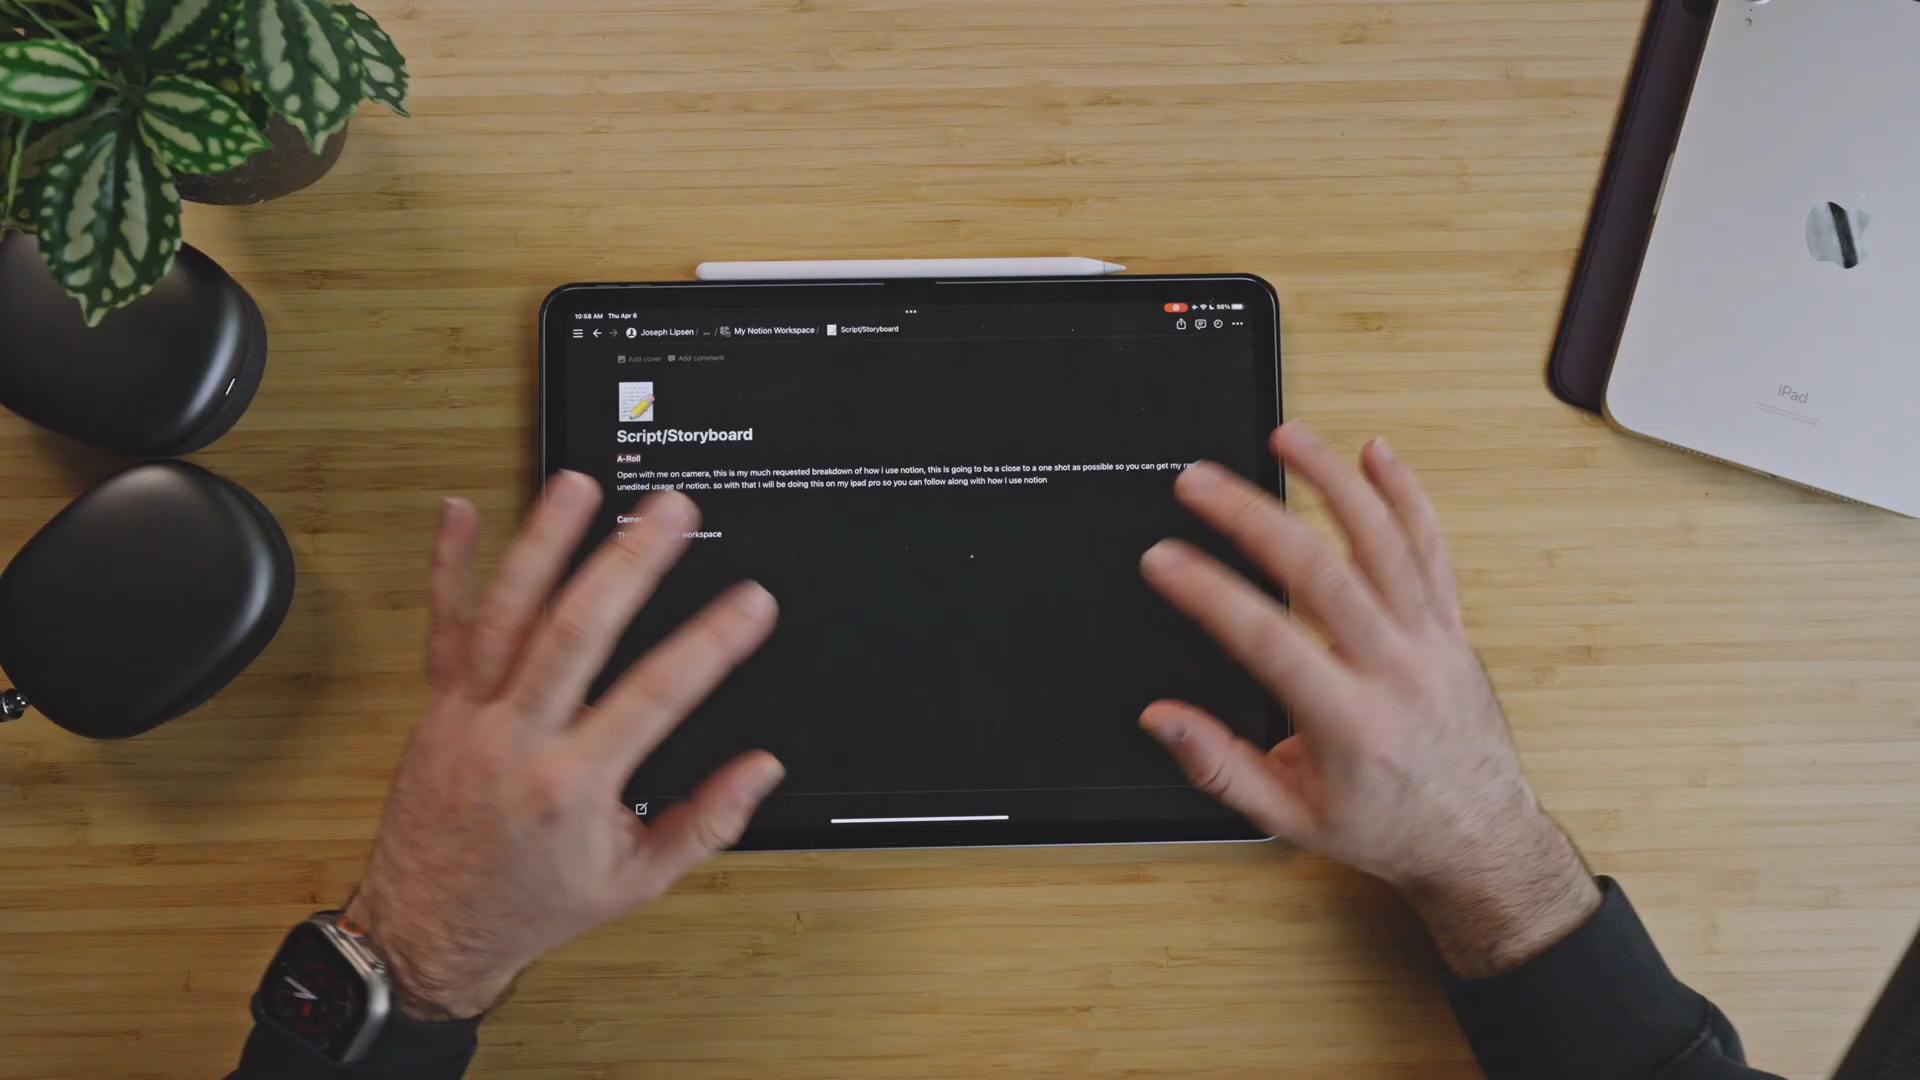 10:58 AM Thu Apr 6
96%
Joseph Lipsen / ... / My Notion Workspace / Script/Storyboard
Add cover Add comment
Script/Storyboard
A-Roll
Open with me on camera, this is my much requested breakdown of how i use notion, this is going to be a close to a one shot as possible so you can get my
unedited usage of notion. so with that I will be doing this on my ipad pro so you can follow along with how I use notion
workspace
iPad